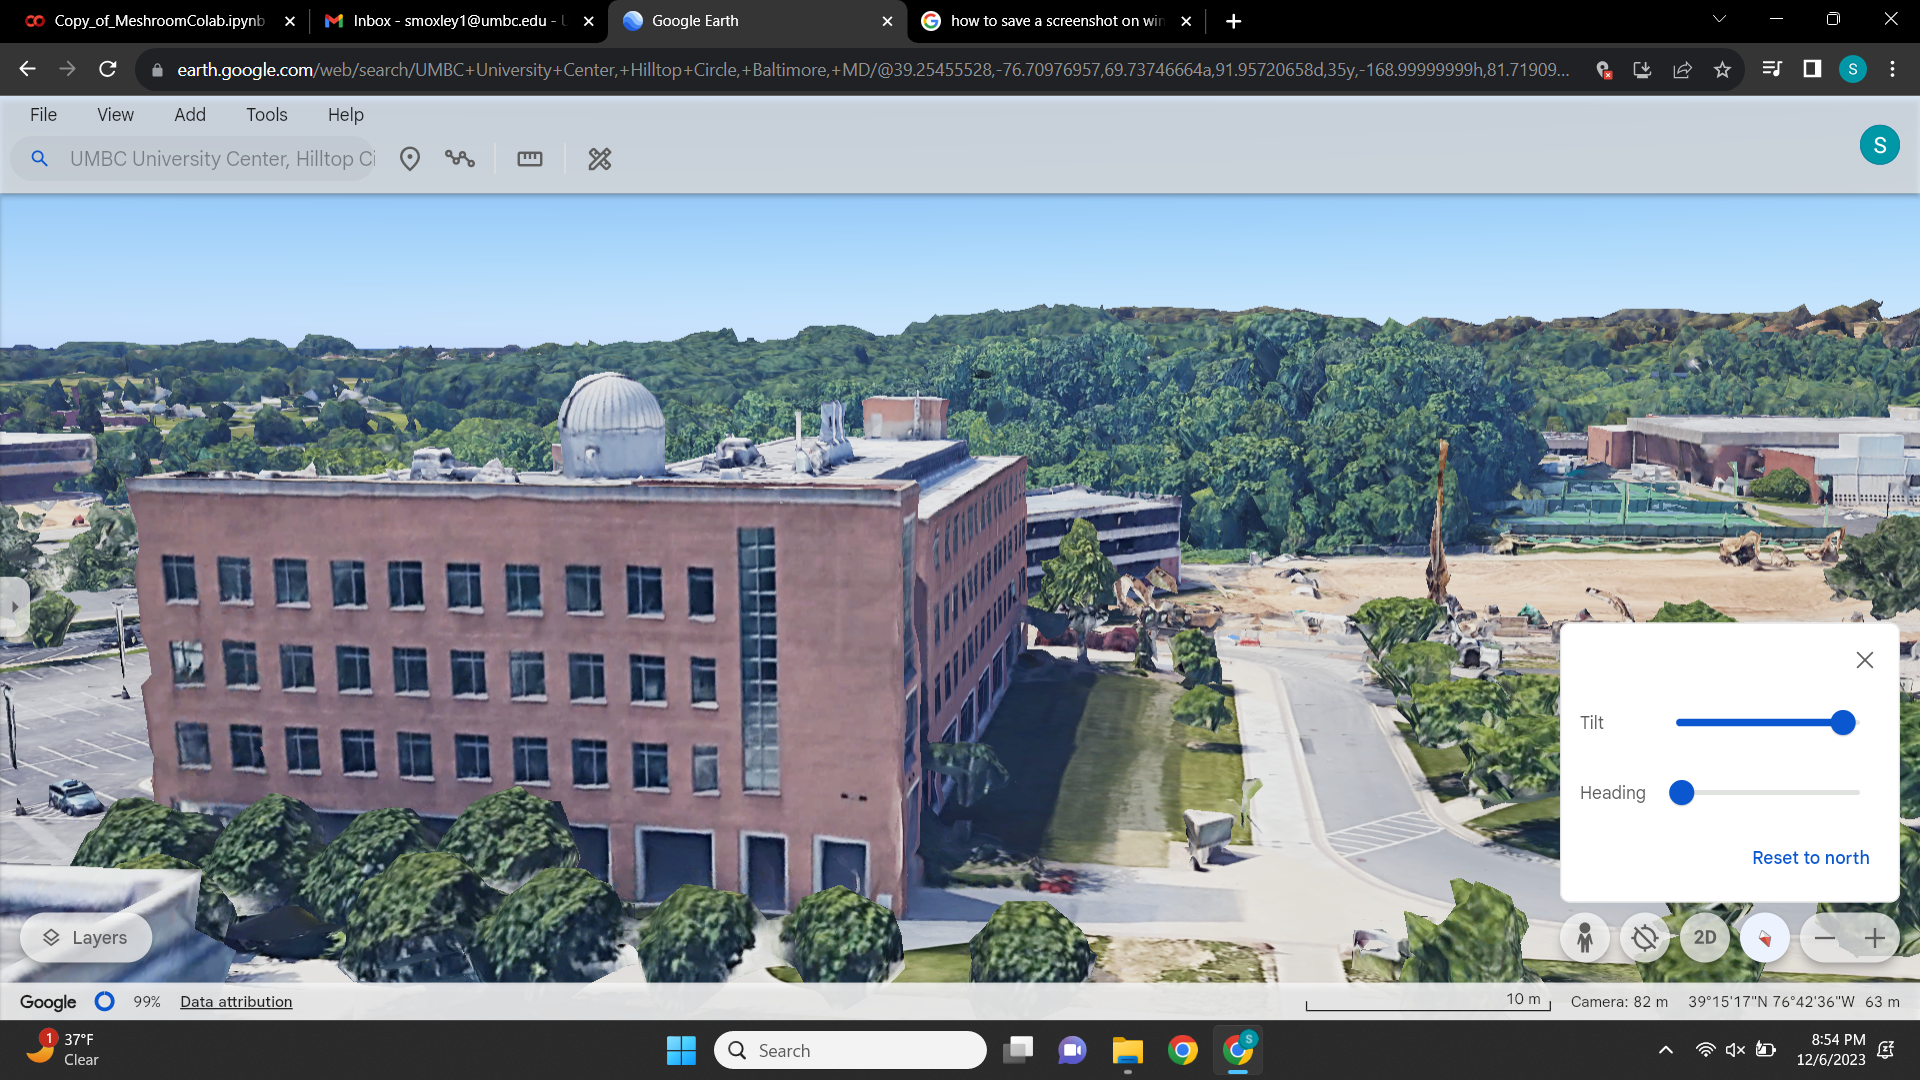 Copy_of_MeshroomColab.ipynb
Inbox - smoxley1@umbc.edu - U
Google Earth
how to save a screenshot on win
earth.google.com/web/search/UMBC+University+Center,+Hilltop+Circle,+Baltimore,+MD/@39.25455528,-76.70976957,69.73746664a,91.95720658d,35y,-168.99999999h,81.71909...
S
File View Add Tools Help
UMBC University Center, Hilltop Ci
S
Tilt
Heading
Reset to north
Layers
2D
Google 99% Data attribution
10 m
Camera: 82 m 39°15'17"N 76°42'36"W 63 m
1
37°F
Clear
Search
S
8:54 PM
12/6/2023